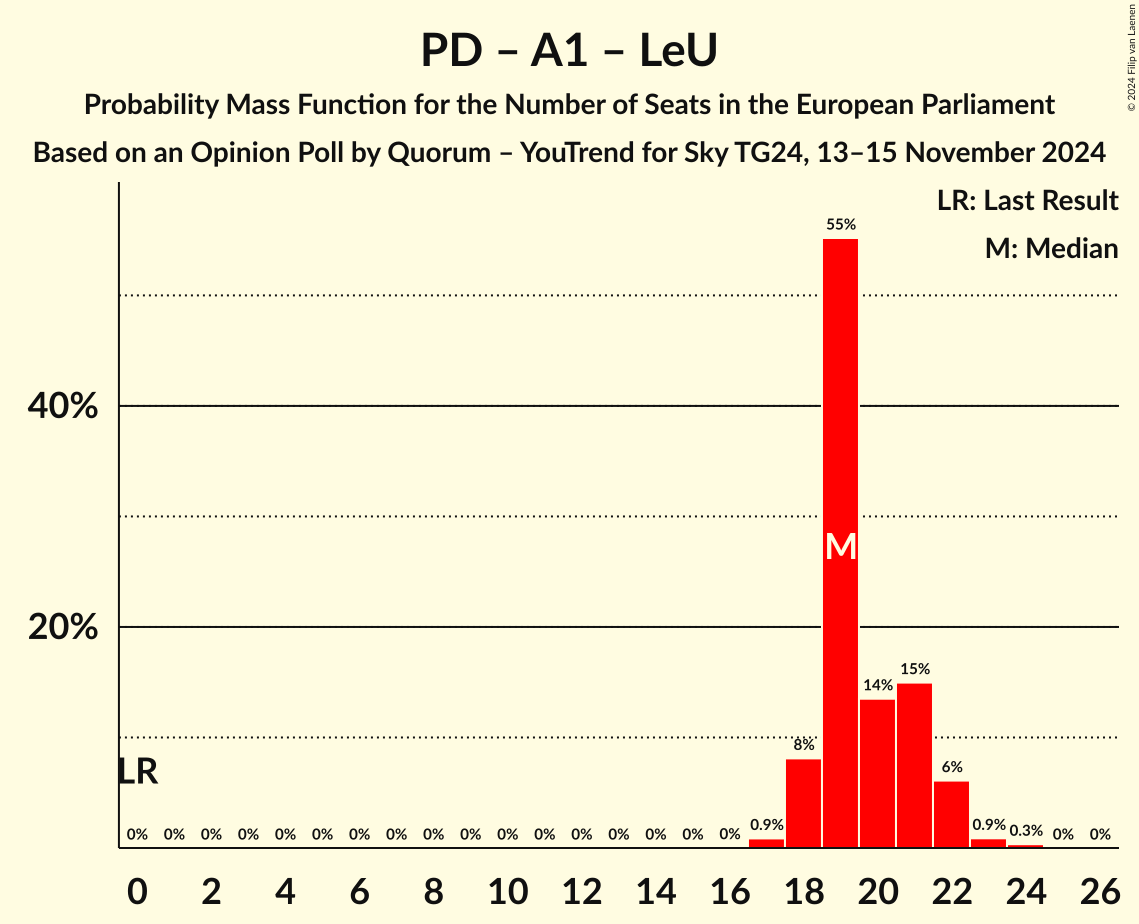 PD – A1 – LeU
Probability Mass Function for the Number of Seats in the European Parliament
Based on an Opinion Poll by Quorum – YouTrend for Sky TG24, 13–15 November 2024
© 2024 Filip van Laenen
LR: Last Result
M: Median
55%
40%
M
20%
15%
14%
8%
6%
LR
0% 0% 0% 0% 0% 0% 0% 0% 0% 0% 0% 0% 0% 0% 0% 0% 0% 0.9% 0.9% 0.3% 0% 0%
0 2 4 6 8 10 12 14 16 18 20 22 24 26